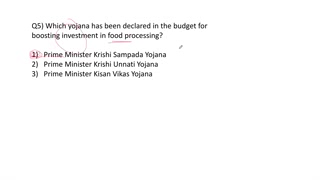 Q5) Which yojana has been declared in the budget for
boosting investment in food processing?
1) Prime Minister Krishi Sampada Yojana
2) Prime Minister Krishi Unnati Yojana
3) Prime Minister Kisan Vikas Yojana